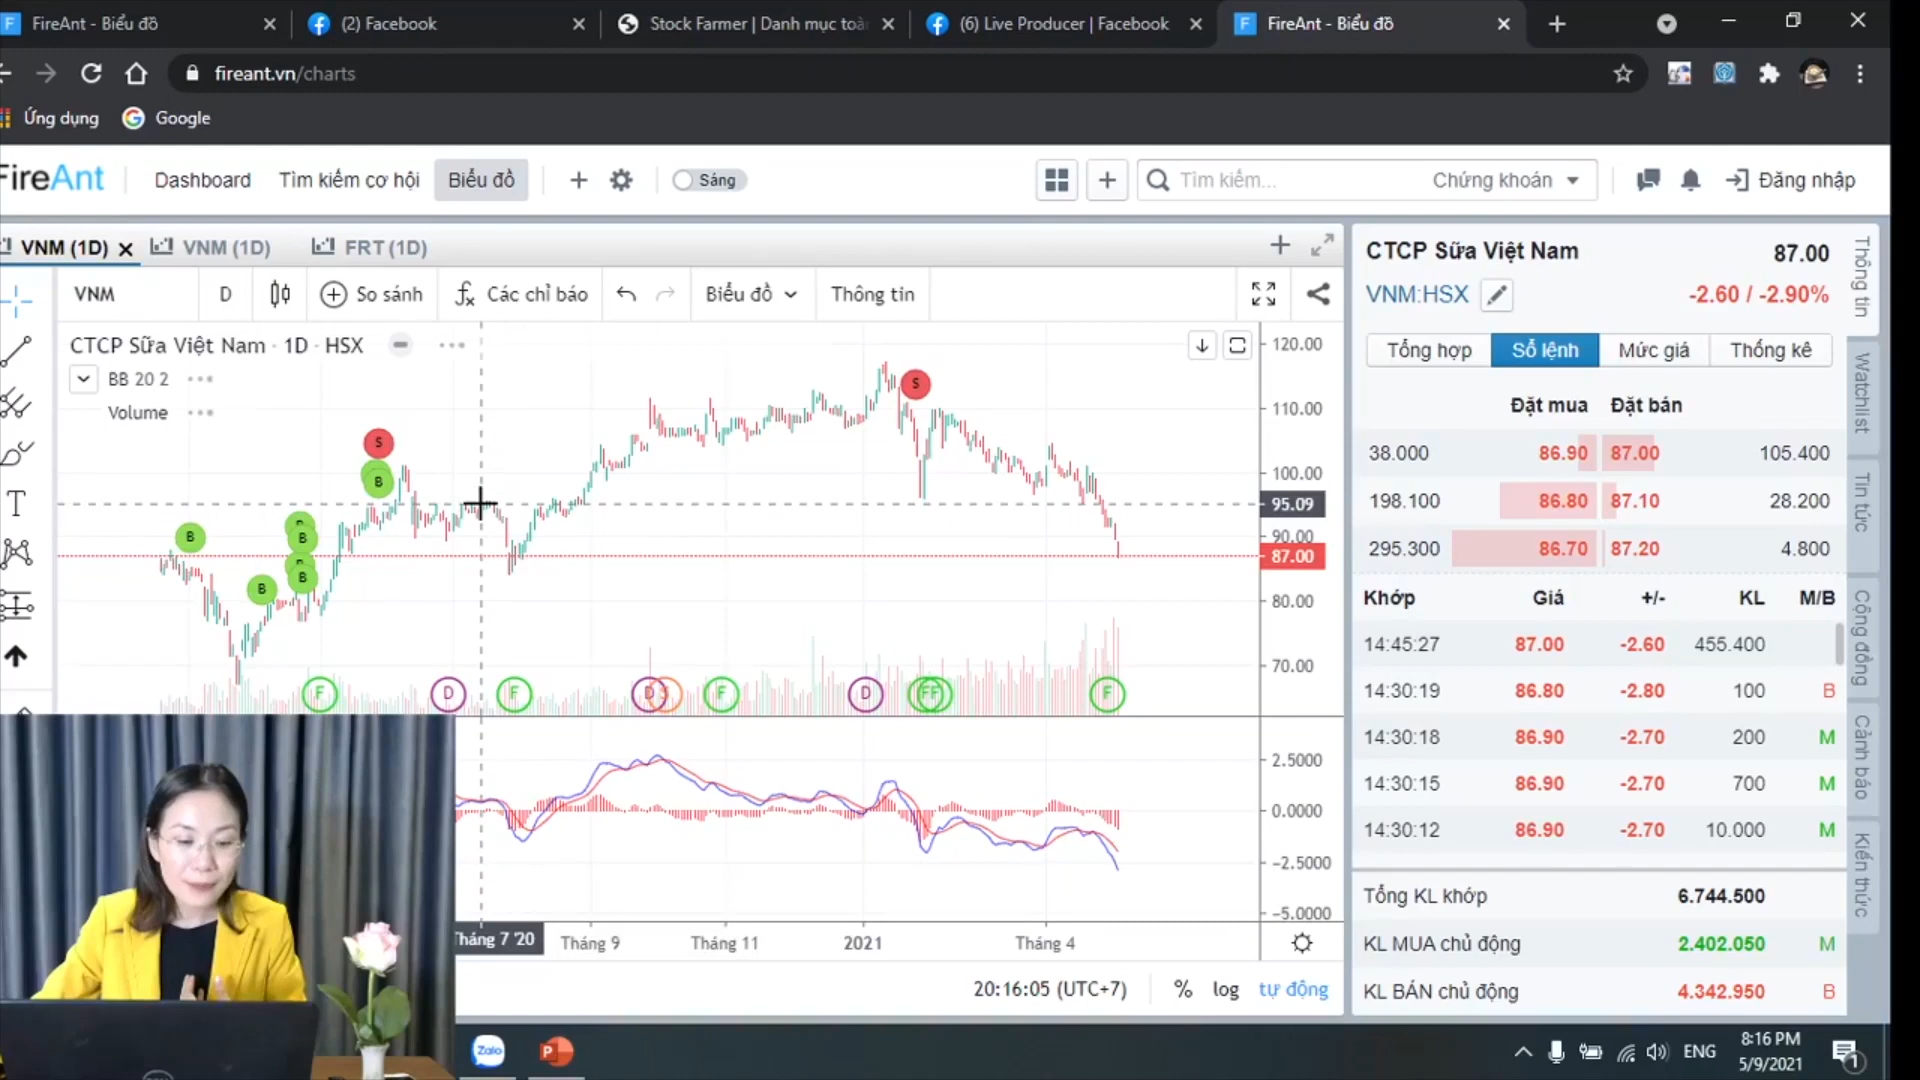 FireAnt - Biểu đồ
(2) Facebook
Stock Farmer | Danh mục toàn
(6) Live Producer | Facebook
FireAnt - Biểu đồ
fireant.vn/charts
Ứng dụng
Google
FireAnt
Dashboard
Tìm kiếm cơ hội
Biểu đồ
Sáng
Tìm kiếm...
Chứng khoán
Đăng nhập
VNM (1D)
VNM (1D)
FRT (1D)
VNM
D
So sánh
Các chỉ báo
Biểu đồ
Thông tin
CTCP Sữa Việt Nam · 1D · HSX
BB 20 2
Volume
S
B
B
B
B
B
S
120.00
110.00
100.00
95.09
90.00
87.00
80.00
70.00
F
D
F
D
F
D
F
F
F
2.5000
0.0000
−2.5000
−5.0000
Tháng 7 '20
Tháng 9
Tháng 11
2021
Tháng 4
20:16:05 (UTC+7)
%
log
tự động
CTCP Sữa Việt Nam
87.00
VNM:HSX
-2.60 / -2.90%
Tổng hợp
Sổ lệnh
Mức giá
Thống kê
Đặt mua Đặt bán
38.000 86.90 87.00 105.400
198.100 86.80 87.10 28.200
295.300 86.70 87.20 4.800
Khớp Giá +/- KL M/B
14:45:27 87.00 -2.60 455.400
14:30:19 86.80 -2.80 100 B
14:30:18 86.90 -2.70 200 M
14:30:15 86.90 -2.70 700 M
14:30:12 86.90 -2.70 10.000 M
Tổng KL khớp 6.744.500
KL MUA chủ động 2.402.050 M
KL BÁN chủ động 4.342.950 B
Thông tin
Watchlist
Tin tức
Cộng đồng
Cảnh báo
Kiến thức
Zalo
P
ENG
8:16 PM
5/9/2021
1